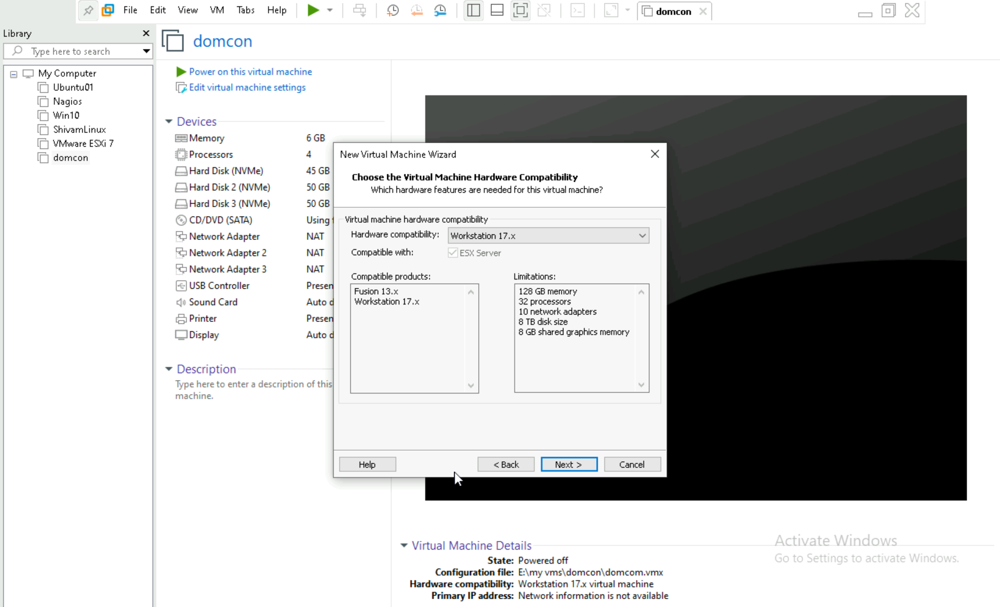 File Edit View VM Tabs Help domcon
Library
Type here to search
My Computer
Ubuntu01
Nagios
Win10
ShivamLinux
VMware ESXi 7
domcon
domcon
Power on this virtual machine
Edit virtual machine settings
Devices
Memory 6 GB
Processors 4
Hard Disk (NVMe) 45 GB
Hard Disk 2 (NVMe) 50 GB
Hard Disk 3 (NVMe) 50 GB
CD/DVD (SATA) Using
Network Adapter NAT
Network Adapter 2 NAT
Network Adapter 3 NAT
USB Controller Presen
Sound Card Auto d
Printer Presen
Display Auto d
Description
Type here to enter a description of this
machine.
New Virtual Machine Wizard
Choose the Virtual Machine Hardware Compatibility
Which hardware features are needed for this virtual machine?
Virtual machine hardware compatibility
Hardware compatibility: Workstation 17.x
Compatible with: ESX Server
Compatible products:
Fusion 13.x
Workstation 17.x
Limitations:
128 GB memory
32 processors
10 network adapters
8 TB disk size
8 GB shared graphics memory
Help < Back Next > Cancel
Virtual Machine Details
State: Powered off
Configuration file: E:\my vms\domcon\domcom.vmx
Hardware compatibility: Workstation 17.x virtual machine
Primary IP address: Network information is not available
Activate Windows
Go to Settings to activate Windows.